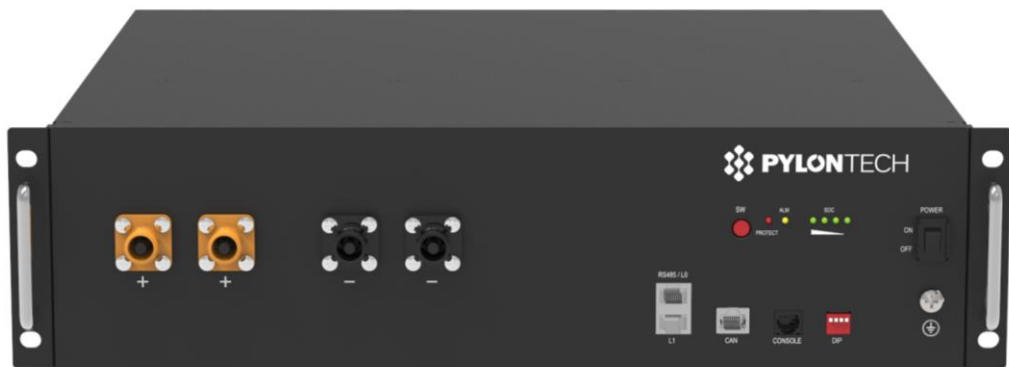 PYLONTECH
SW
ALM
SOC
PROTECT
POWER
ON
OFF
RS485 / L0
L1
CAN
CONSOLE
DIP
+
+
−
−